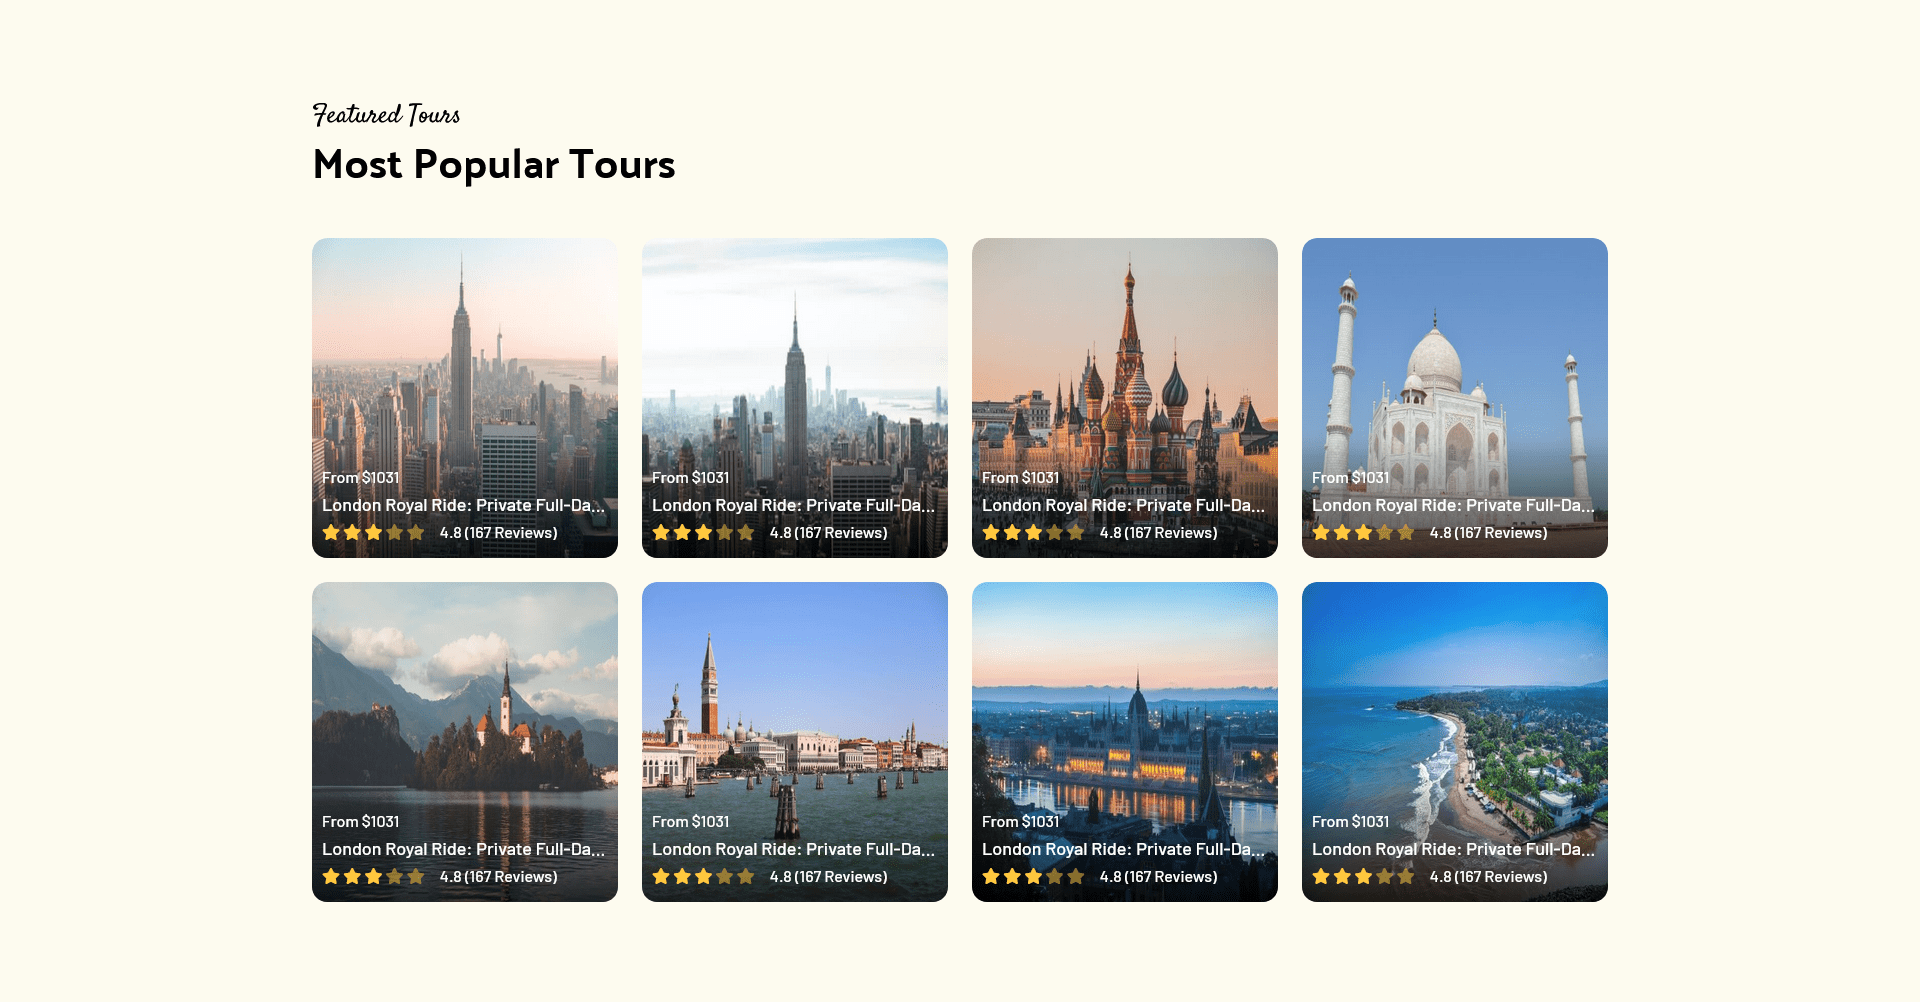 Featured Tours
Most Popular Tours
From $1031
London Royal Ride: Private Full-Da...
4.8 (167 Reviews)
From $1031
London Royal Ride: Private Full-Da...
4.8 (167 Reviews)
From $1031
London Royal Ride: Private Full-Da...
4.8 (167 Reviews)
From $1031
London Royal Ride: Private Full-Da...
4.8 (167 Reviews)
From $1031
London Royal Ride: Private Full-Da...
4.8 (167 Reviews)
From $1031
London Royal Ride: Private Full-Da...
4.8 (167 Reviews)
From $1031
London Royal Ride: Private Full-Da...
4.8 (167 Reviews)
From $1031
London Royal Ride: Private Full-Da...
4.8 (167 Reviews)